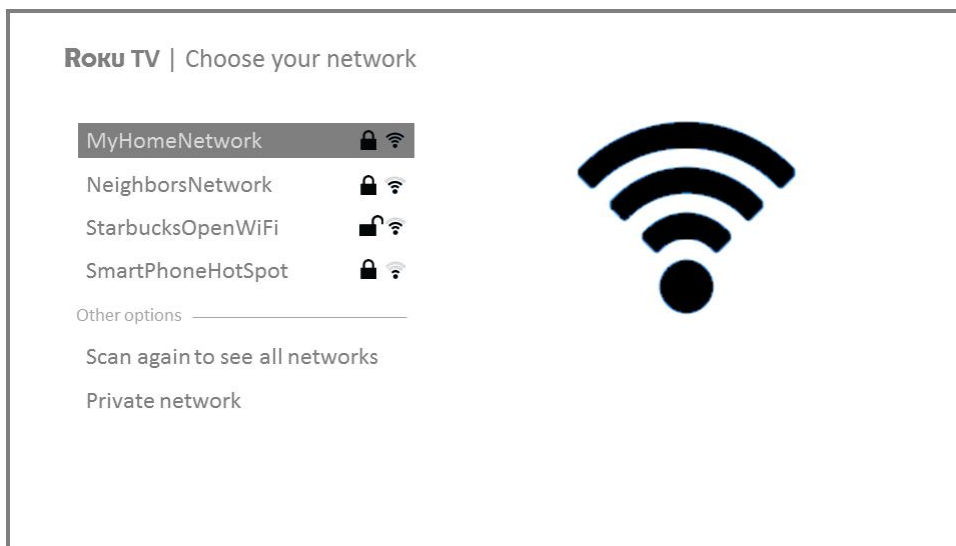 ROKU TV | Choose your network
MyHomeNetwork
NeighborsNetwork
StarbucksOpenWiFi
SmartPhoneHotSpot
Other options
Scan again to see all networks
Private network